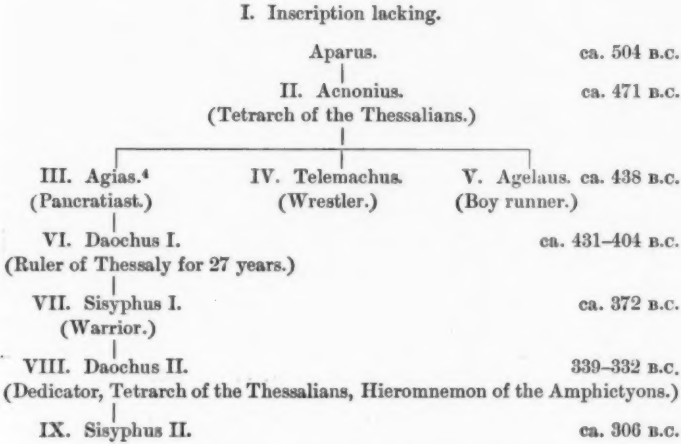 I. Inscription lacking.
Aparus. ca. 504 B.C.
II. Acnonius. ca. 471 B.C.
(Tetrarch of the Thessalians.)
III. Agias.⁴ IV. Telemachus. V. Agelaus. ca. 438 B.C.
(Pancratiast.) (Wrestler.) (Boy runner.)
VI. Daochus I. ca. 431–404 B.C.
(Ruler of Thessaly for 27 years.)
VII. Sisyphus I. ca. 372 B.C.
(Warrior.)
VIII. Daochus II. 339–332 B.C.
(Dedicator, Tetrarch of the Thessalians, Hieromnemon of the Amphictyons.)
IX. Sisyphus II. ca. 306 B.C.